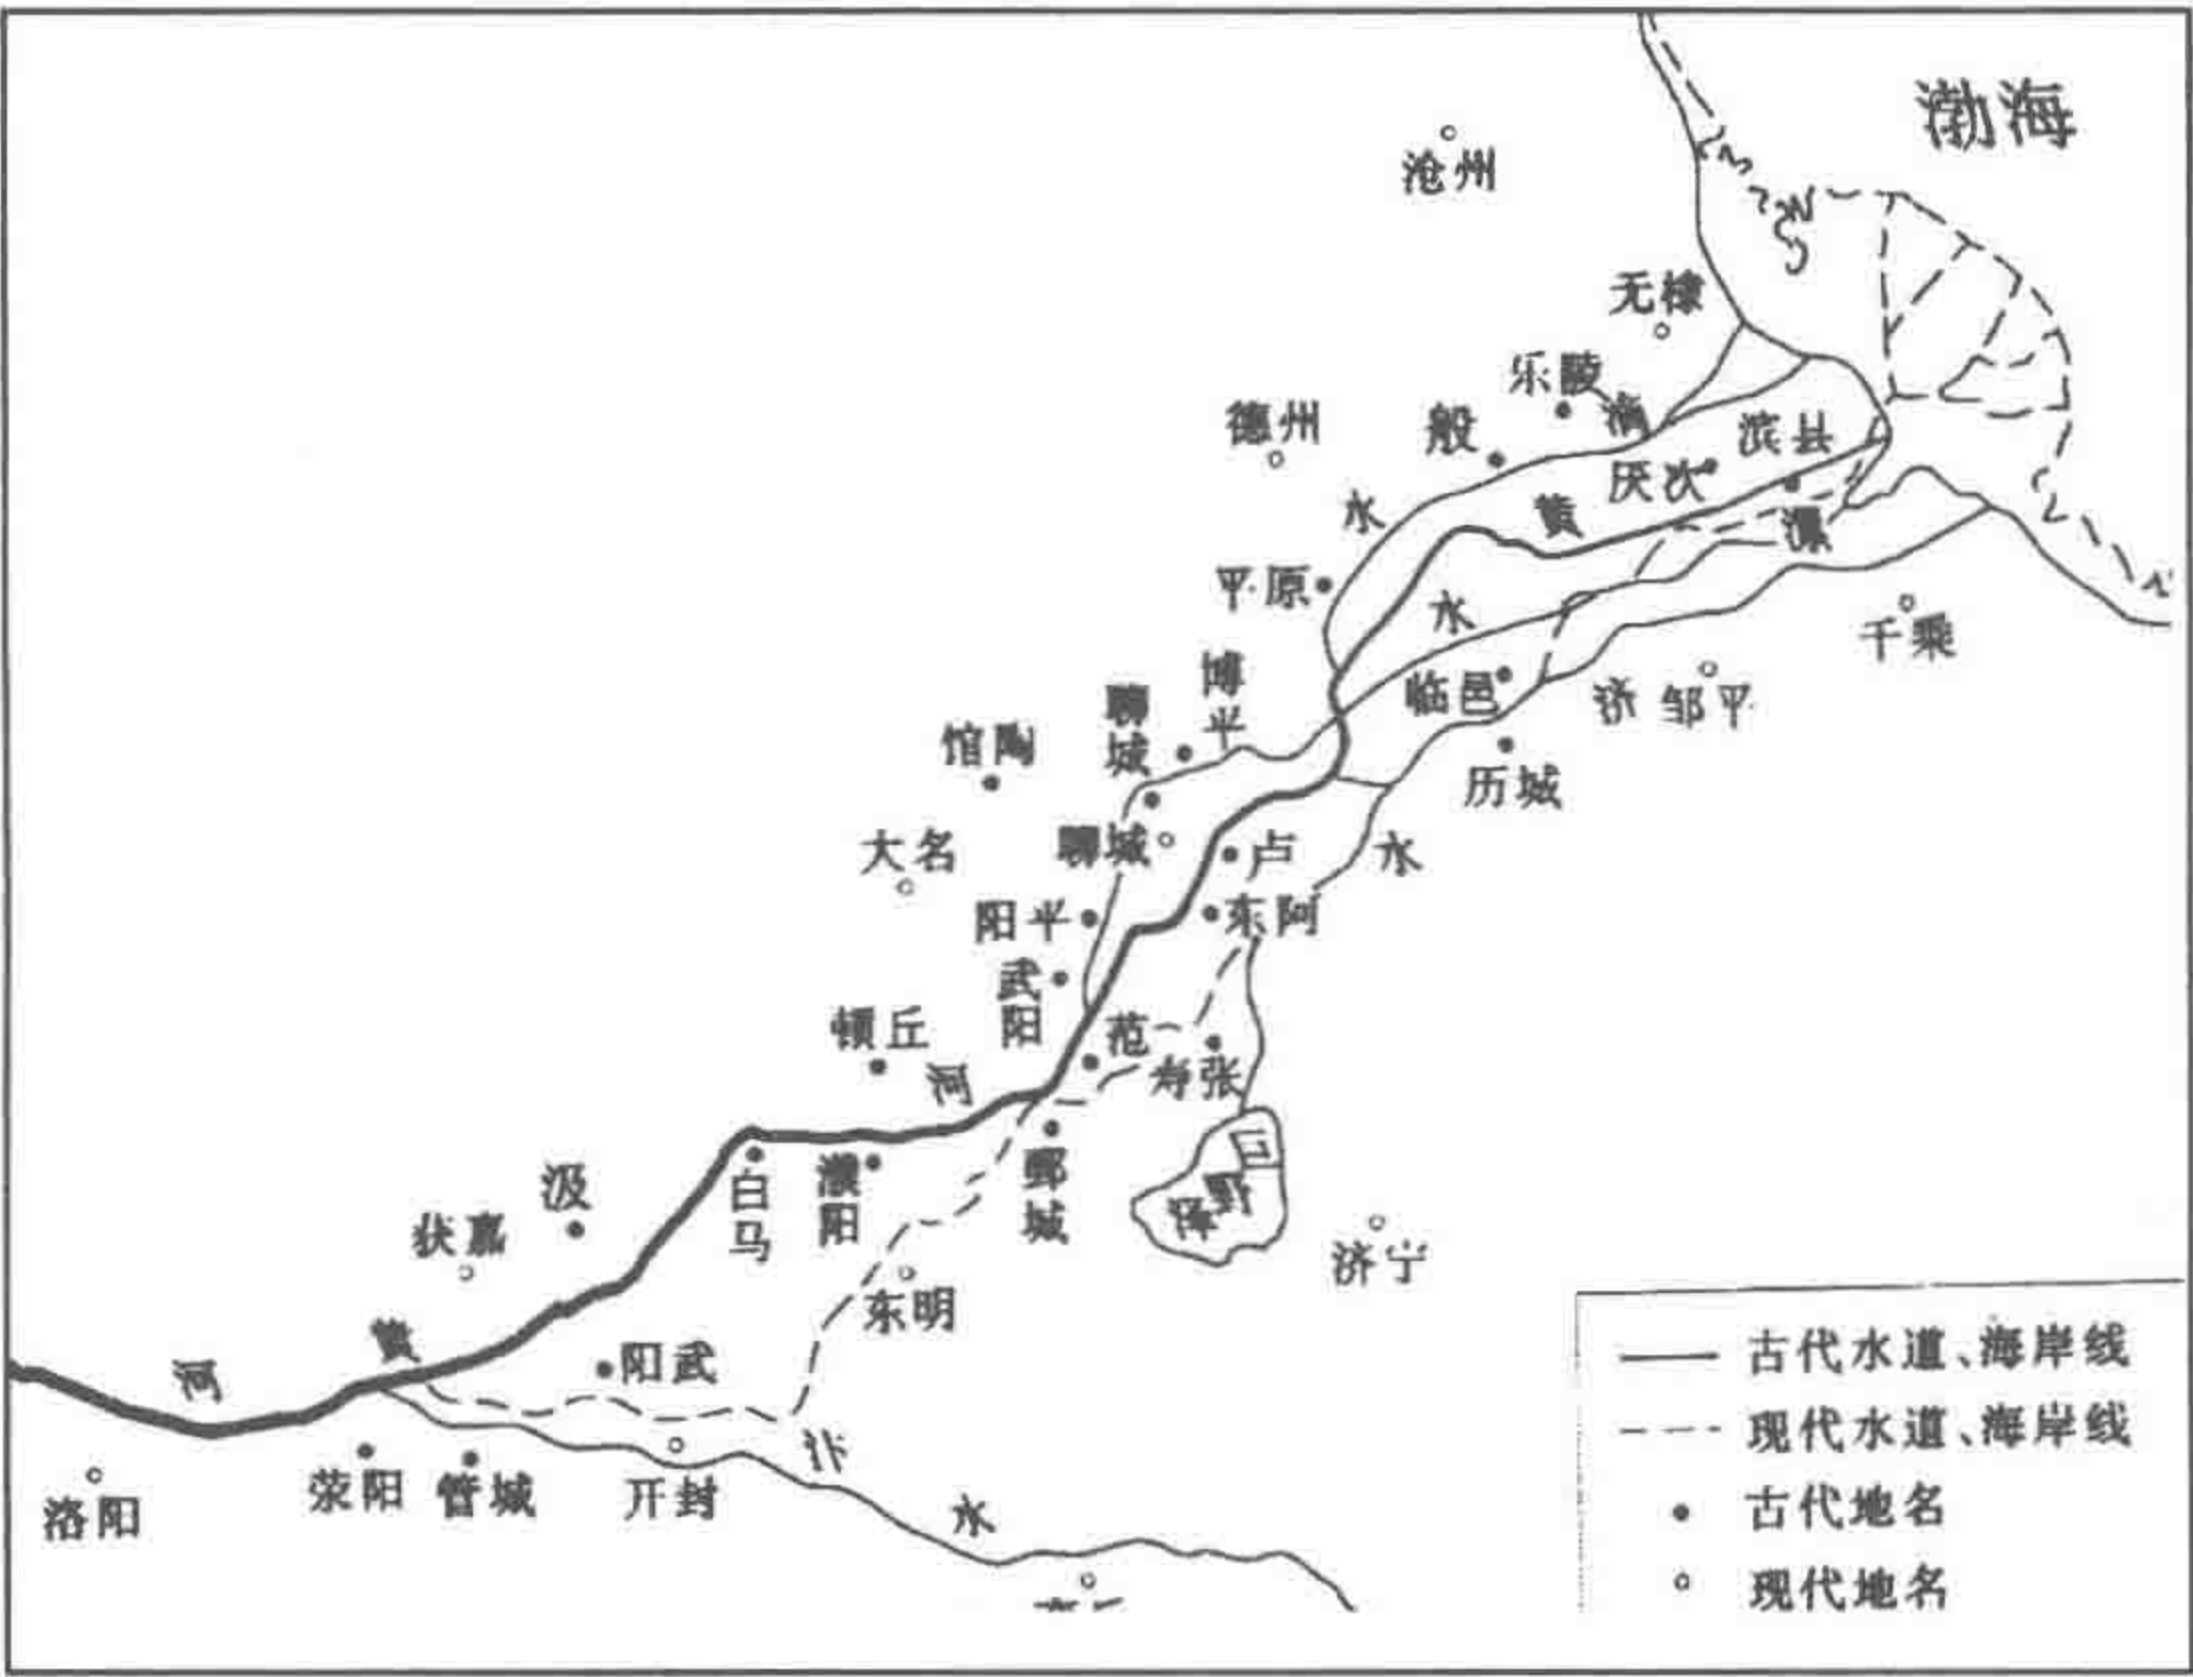 渤海
沧州
无棣
乐陵
德州
般
滴
滨县
厌次
水
黄
漯
平原
水
千乘
博平
临邑
济
邹平
聊城
馆陶
历城
大名
聊城
卢
水
阳平
东阿
武阳
顿丘
范
河
寿张
汲
白马
濮阳
鄄城
巨
野
泽
获嘉
济宁
东明
黄
河
阳武
汴
荥阳
管城
开封
洛阳
水
古代水道、海岸线
现代水道、海岸线
古代地名
现代地名